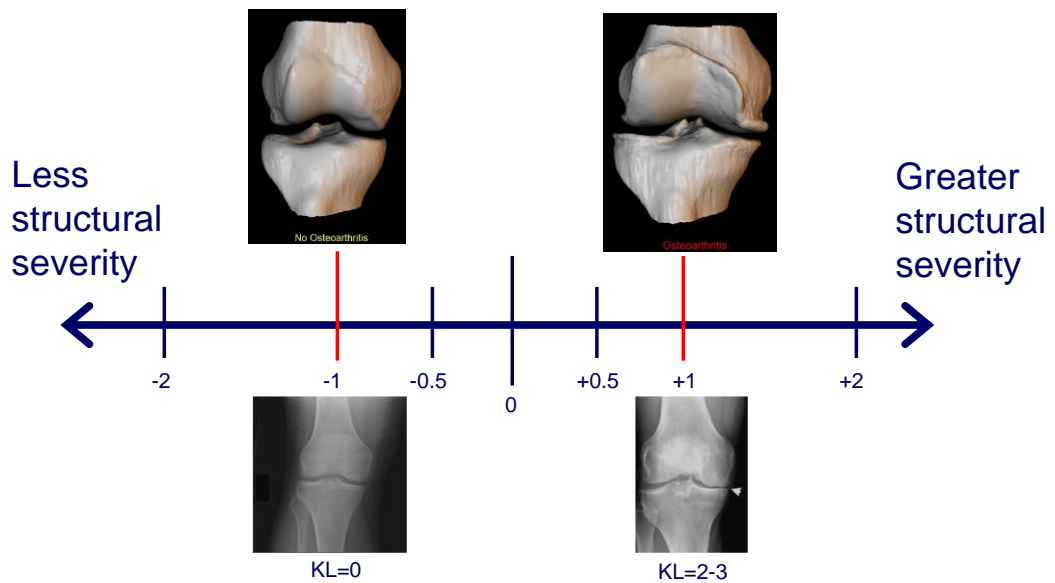 No Osteoarthritis
Osteoarthritis
Less
structural
severity
Greater
structural
severity
-2
-1
-0.5
0
+0.5
+1
+2
KL=0
KL=2-3